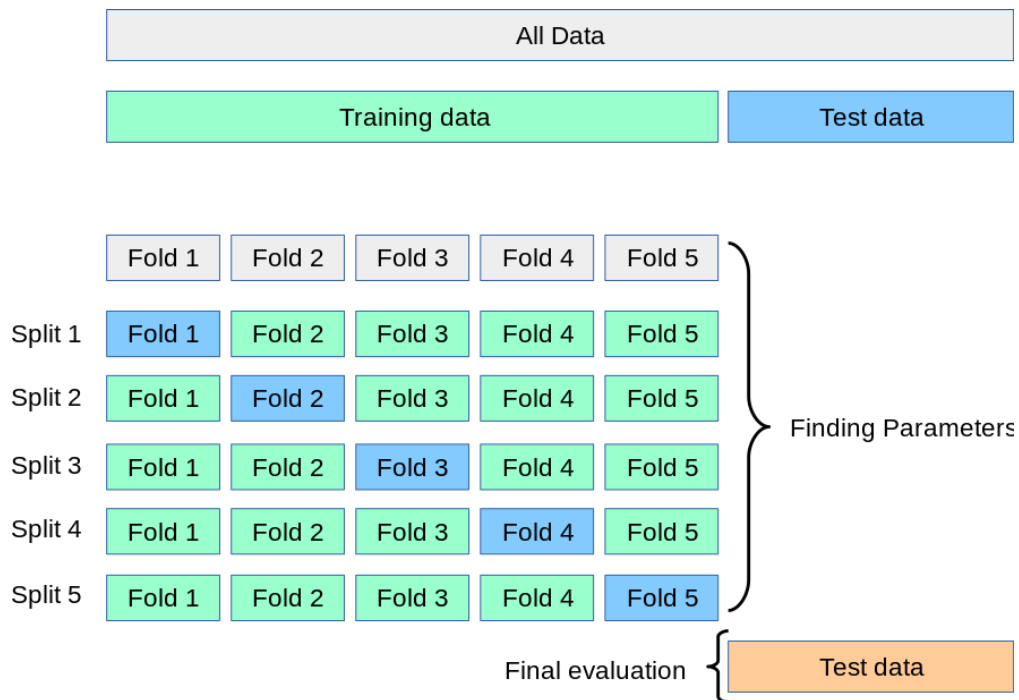 All Data
Training data Test data
Fold 1 Fold 2 Fold 3 Fold 4 Fold 5
Split 1 Fold 1 Fold 2 Fold 3 Fold 4 Fold 5
Split 2 Fold 1 Fold 2 Fold 3 Fold 4 Fold 5
Finding Parameters
Split 3 Fold 1 Fold 2 Fold 3 Fold 4 Fold 5
Split 4 Fold 1 Fold 2 Fold 3 Fold 4 Fold 5
Split 5 Fold 1 Fold 2 Fold 3 Fold 4 Fold 5
Final evaluation Test data